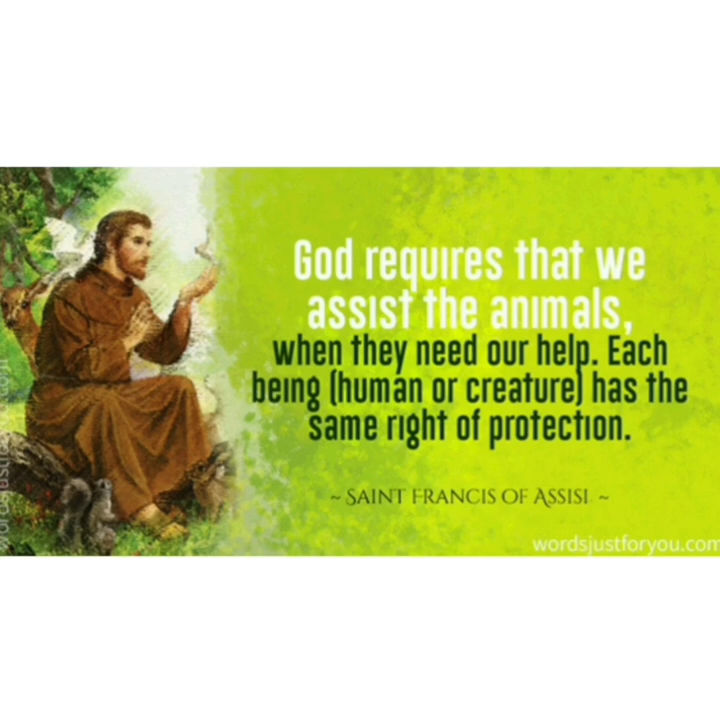 God requires that we
assist the animals,
when they need our help. Each
being (human or creature) has the
same right of protection.
~ SAINT FRANCIS OF ASSISI ~
wordsjustforyou.com